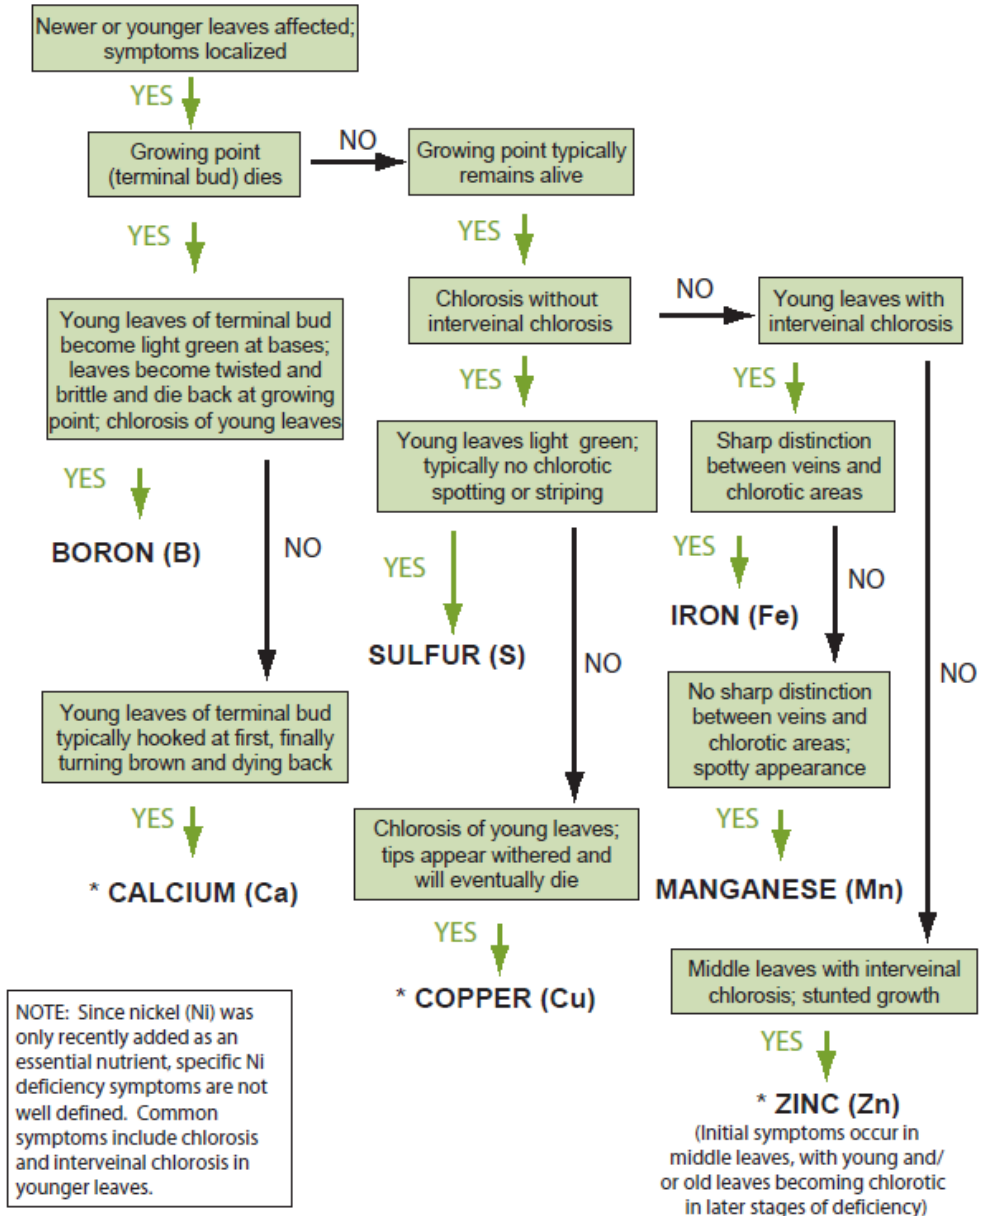 Newer or younger leaves affected;
symptoms localized
YES
Growing point
(terminal bud) dies
NO
Growing point typically
remains alive
YES
YES
Young leaves of terminal bud
become light green at bases;
leaves become twisted and
brittle and die back at growing
point; chlorosis of young leaves
Chlorosis without
interveinal chlorosis
NO
Young leaves with
interveinal chlorosis
YES
YES
Young leaves light green;
typically no chlorotic
spotting or striping
Sharp distinction
between veins and
chlorotic areas
YES
BORON (B)
NO
YES
SULFUR (S)
NO
YES
IRON (Fe)
NO
NO
Young leaves of terminal bud
typically hooked at first, finally
turning brown and dying back
No sharp distinction
between veins and
chlorotic areas;
spotty appearance
YES
* CALCIUM (Ca)
Chlorosis of young leaves;
tips appear withered and
will eventually die
YES
MANGANESE (Mn)
YES
* COPPER (Cu)
Middle leaves with interveinal
chlorosis; stunted growth
YES
* ZINC (Zn)
(Initial symptoms occur in
middle leaves, with young and/
or old leaves becoming chlorotic
in later stages of deficiency)
NOTE: Since nickel (Ni) was
only recently added as an
essential nutrient, specific Ni
deficiency symptoms are not
well defined. Common
symptoms include chlorosis
and interveinal chlorosis in
younger leaves.